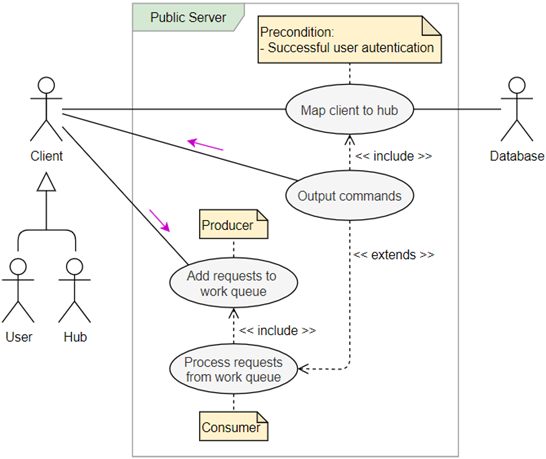 Public Server
Precondition:
- Successful user autentication
Map client to hub
Client
Database
<< include >>
Output commands
Producer
<< extends >>
Add requests to
work queue
User
Hub
<< include >>
Process requests
from work queue
Consumer